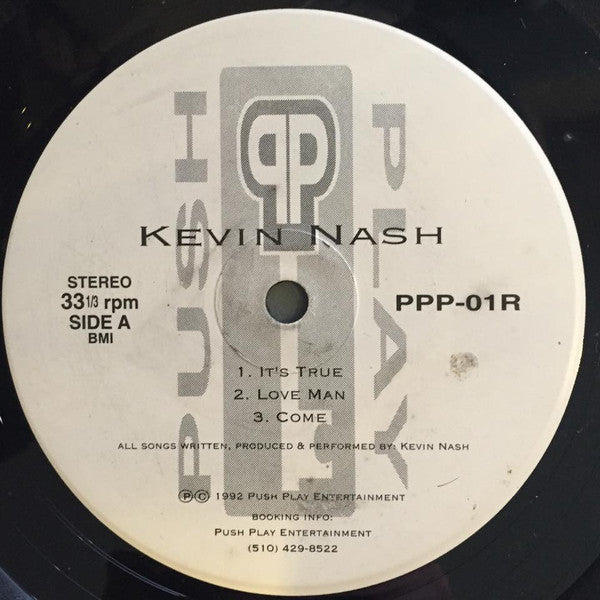 PUSH
PLAY
PP
KEVIN NASH
STEREO
33 1/3 rpm
SIDE A
BMI
PPP-01R
1. IT'S TRUE
2. LOVE MAN
3. COME
ALL SONGS WRITTEN, PRODUCED & PERFORMED BY: KEVIN NASH
Ⓟ© 1992 PUSH PLAY ENTERTAINMENT
BOOKING INFO:
PUSH PLAY ENTERTAINMENT
(510) 429-8522